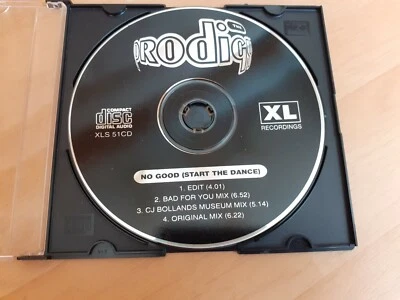 THE
PRODIGY
COMPACT
disc
DIGITAL AUDIO
XLS 51CD
XL
RECORDINGS
NO GOOD (START THE DANCE)
1. EDIT (4.01)
2. BAD FOR YOU MIX (6.52)
3. CJ BOLLANDS MUSEUM MIX (5.14)
4. ORIGINAL MIX (6.22)